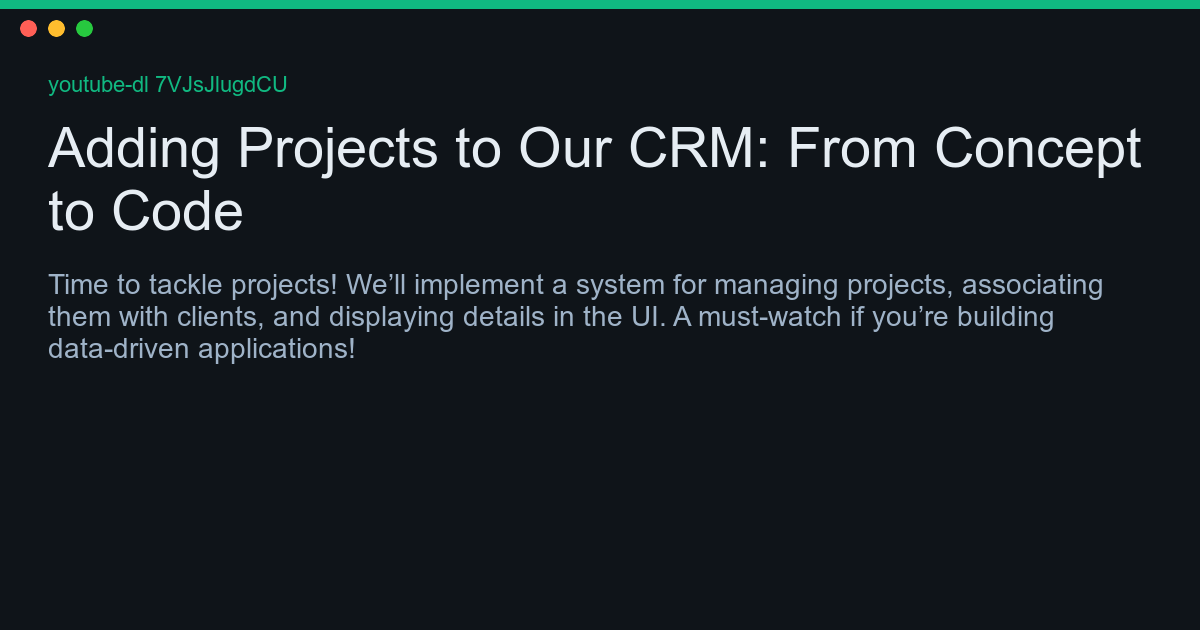 youtube-dl 7VJsJlugdCU
Adding Projects to Our CRM: From Concept
to Code
Time to tackle projects! We’ll implement a system for managing projects, associating
them with clients, and displaying details in the UI. A must-watch if you’re building
data-driven applications!